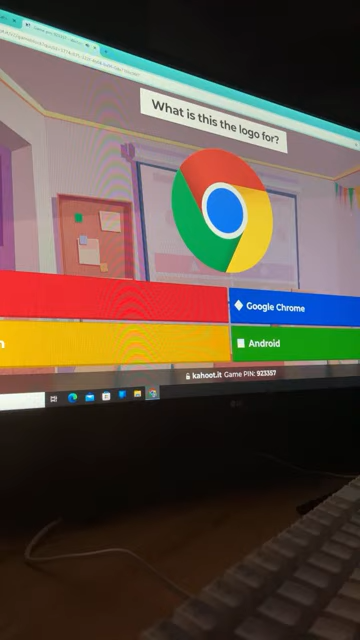 What is this the logo for?
Google Chrome
n
Android
kahoot.it Game PIN: 923357